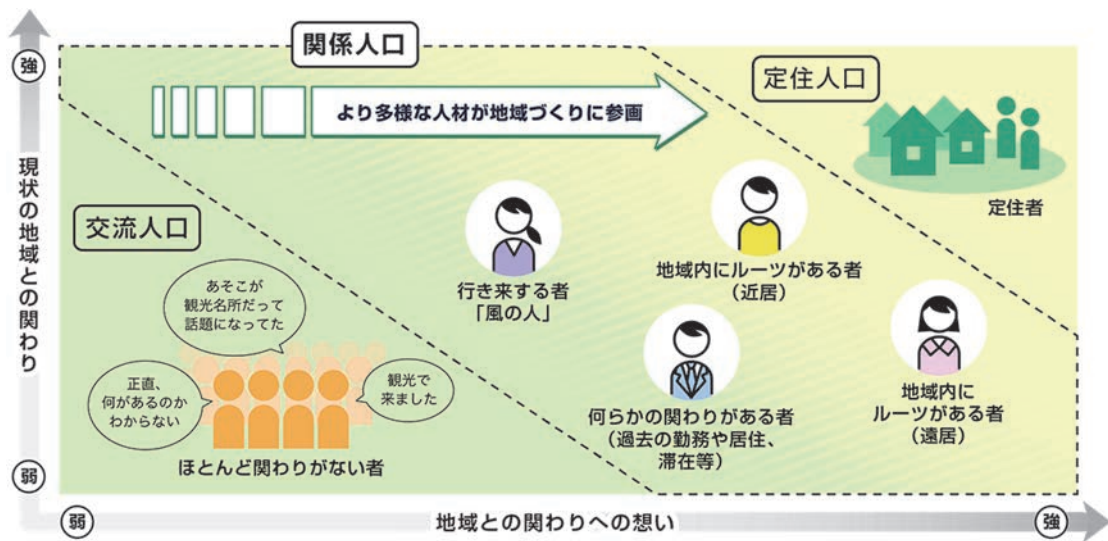 関係人口
強
定住人口
より多様な人材が地域づくりに参画
現状の地域との関わり
定住者
交流人口
地域内にルーツがある者
（近居）
あそこが
観光名所だって
話題になってた
行き来する者
「風の人」
正直、
何があるのか
わからない
観光で
来ました
何らかの関わりがある者
（過去の勤務や居住、
滞在等）
地域内に
ルーツがある者
（遠居）
ほとんど関わりがない者
弱
弱
地域との関わりへの想い
強